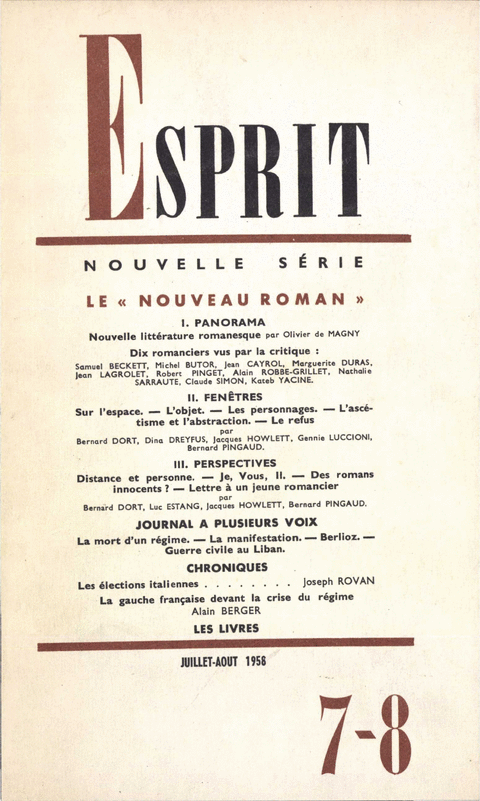 ESPRIT
NOUVELLE SÉRIE
LE « NOUVEAU ROMAN »
I. PANORAMA
Nouvelle littérature romanesque par Olivier de MAGNY
Dix romanciers vus par la critique :
Samuel BECKETT, Michel BUTOR, Jean CAYROL, Marguerite DURAS,
Jean LAGROLET, Robert PINGET, Alain ROBBE-GRILLET, Nathalie
SARRAUTE, Claude SIMON, Kateb YACINE.
II. FENÊTRES
Sur l'espace. — L'objet. — Les personnages. — L'ascé-
tisme et l'abstraction. — Le refus
par
Bernard DORT, Dina DREYFUS, Jacques HOWLETT, Gennie LUCCIONI,
Bernard PINGAUD.
III. PERSPECTIVES
Distance et personne. — Je, Vous, Il. — Des romans
innocents ? — Lettre à un jeune romancier
par
Bernard DORT, Luc ESTANG, Jacques HOWLETT, Bernard PINGAUD.
JOURNAL A PLUSIEURS VOIX
La mort d'un régime. — La manifestation. — Berlioz. —
Guerre civile au Liban.
CHRONIQUES
Les élections italiennes . . . . . . . . Joseph ROVAN
La gauche française devant la crise du régime
Alain BERGER
LES LIVRES
JUILLET-AOUT 1958
7-8